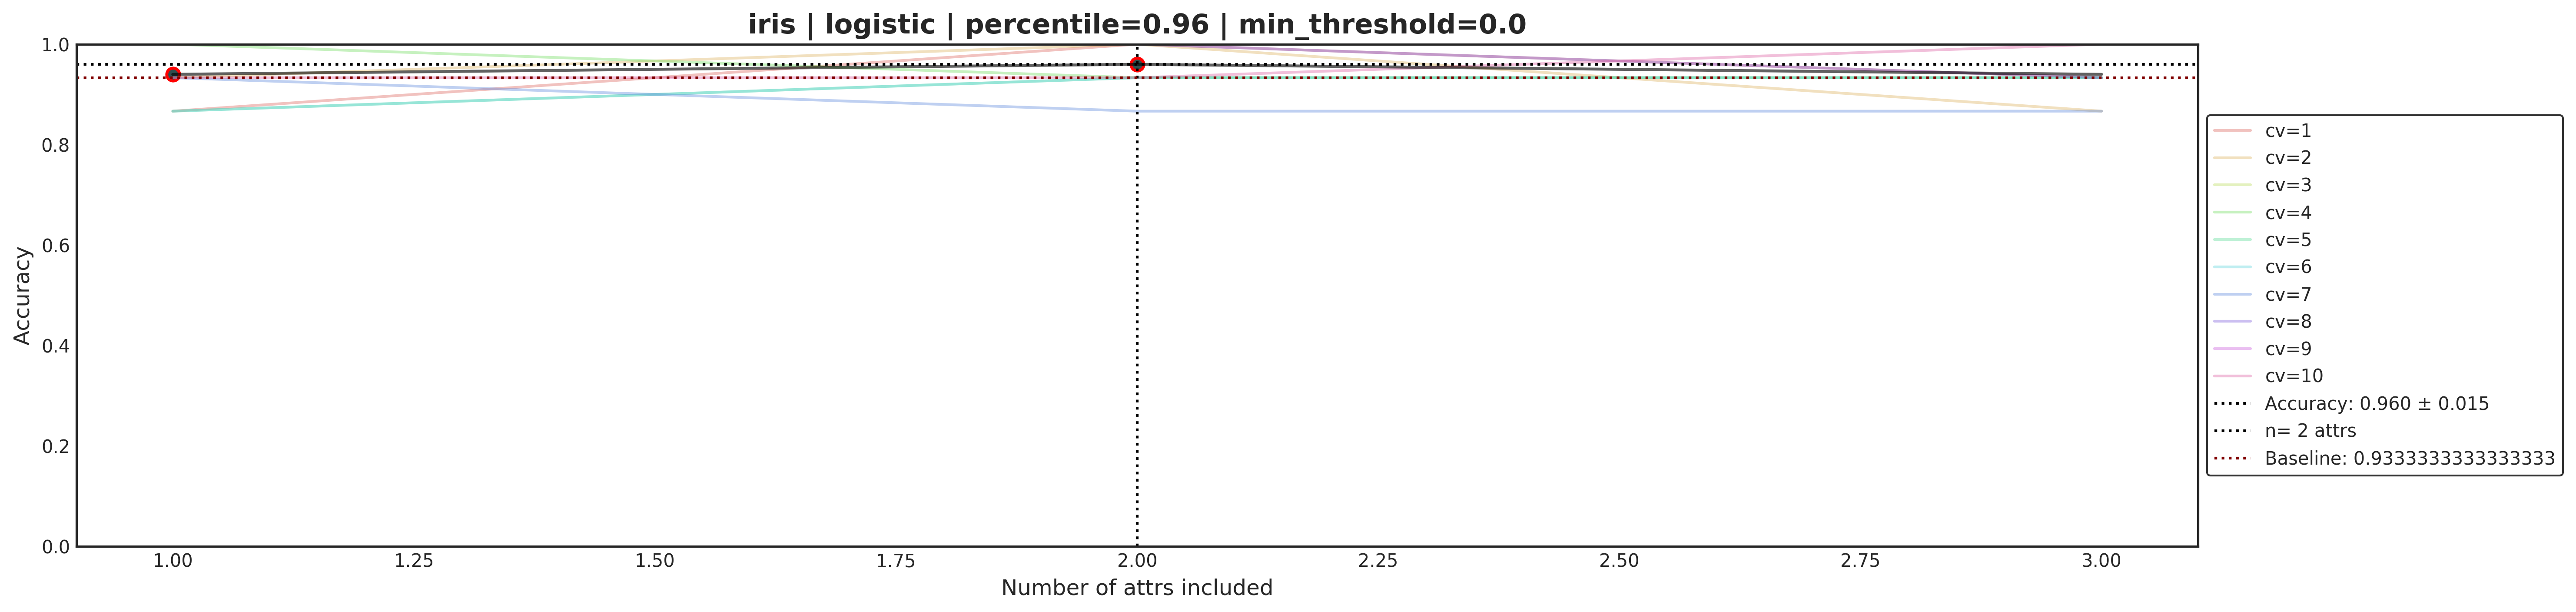 iris | logistic | percentile=0.96 | min_threshold=0.0
1.0
0.8
0.6
0.4
0.2
0.0
Accuracy
1.00 1.25 1.50 1.75 2.00 2.25 2.50 2.75 3.00
Number of attrs included
cv=1
cv=2
cv=3
cv=4
cv=5
cv=6
cv=7
cv=8
cv=9
cv=10
Accuracy: 0.960 ± 0.015
n= 2 attrs
Baseline: 0.9333333333333333